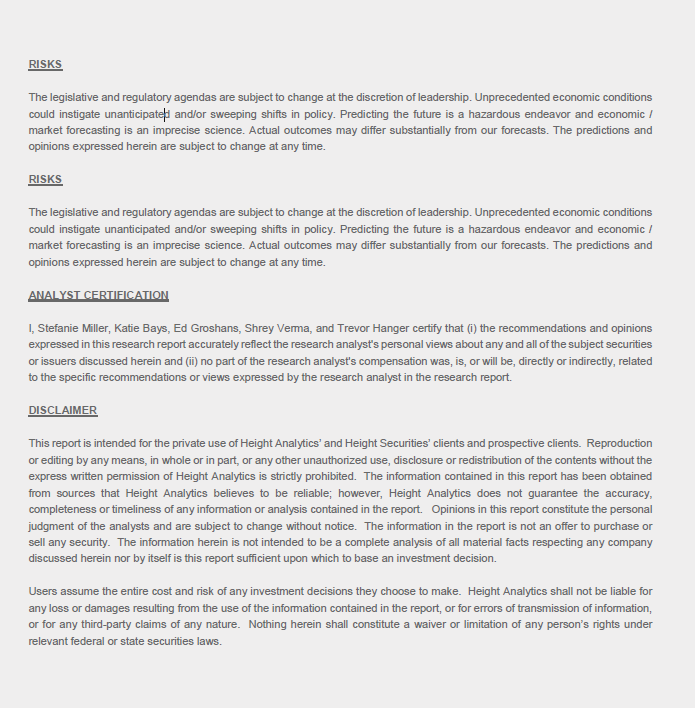 RISKS
The legislative and regulatory agendas are subject to change at the discretion of leadership. Unprecedented economic conditions
could instigate unanticipated and/or sweeping shifts in policy. Predicting the future is a hazardous endeavor and economic /
market forecasting is an imprecise science. Actual outcomes may differ substantially from our forecasts. The predictions and
opinions expressed herein are subject to change at any time.
RISKS
The legislative and regulatory agendas are subject to change at the discretion of leadership. Unprecedented economic conditions
could instigate unanticipated and/or sweeping shifts in policy. Predicting the future is a hazardous endeavor and economic /
market forecasting is an imprecise science. Actual outcomes may differ substantially from our forecasts. The predictions and
opinions expressed herein are subject to change at any time.
ANALYST CERTIFICATION
I, Stefanie Miller, Katie Bays, Ed Groshans, Shrey Verma, and Trevor Hanger certify that (i) the recommendations and opinions
expressed in this research report accurately reflect the research analyst's personal views about any and all of the subject securities
or issuers discussed herein and (ii) no part of the research analyst's compensation was, is, or will be, directly or indirectly, related
to the specific recommendations or views expressed by the research analyst in the research report.
DISCLAIMER
This report is intended for the private use of Height Analytics' and Height Securities' clients and prospective clients. Reproduction
or editing by any means, in whole or in part, or any other unauthorized use, disclosure or redistribution of the contents without the
express written permission of Height Analytics is strictly prohibited. The information contained in this report has been obtained
from sources that Height Analytics believes to be reliable; however, Height Analytics does not guarantee the accuracy,
completeness or timeliness of any information or analysis contained in the report. Opinions in this report constitute the personal
judgment of the analysts and are subject to change without notice. The information in the report is not an offer to purchase or
sell any security. The information herein is not intended to be a complete analysis of all material facts respecting any company
discussed herein nor by itself is this report sufficient upon which to base an investment decision.
Users assume the entire cost and risk of any investment decisions they choose to make. Height Analytics shall not be liable for
any loss or damages resulting from the use of the information contained in the report, or for errors of transmission of information,
or for any third-party claims of any nature. Nothing herein shall constitute a waiver or limitation of any person's rights under
relevant federal or state securities laws.